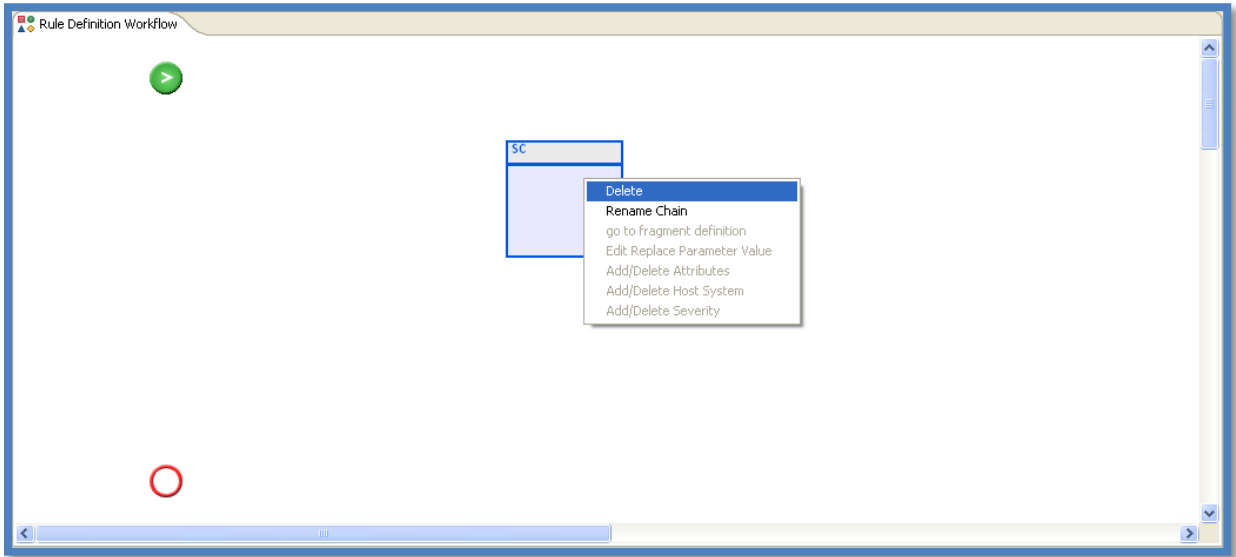 Rule Definition Workflow
>
SC
Delete
Rename Chain
go to fragment definition
Edit Replace Parameter Value
Add/Delete Attributes
Add/Delete Host System
Add/Delete Severity